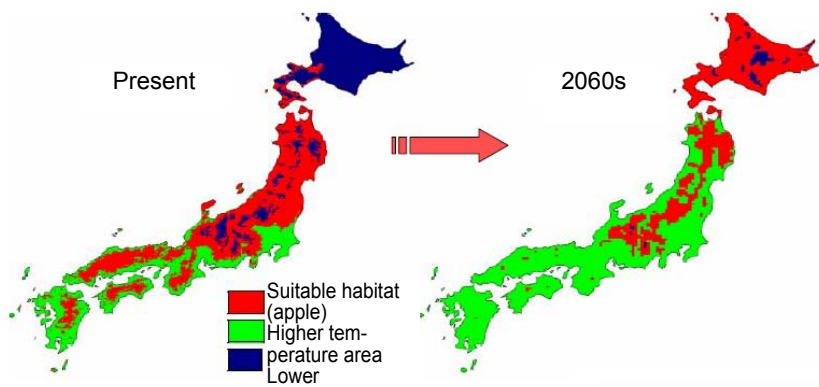 Present
2060s
Suitable habitat
(apple)
Higher tem-
perature area
Lower